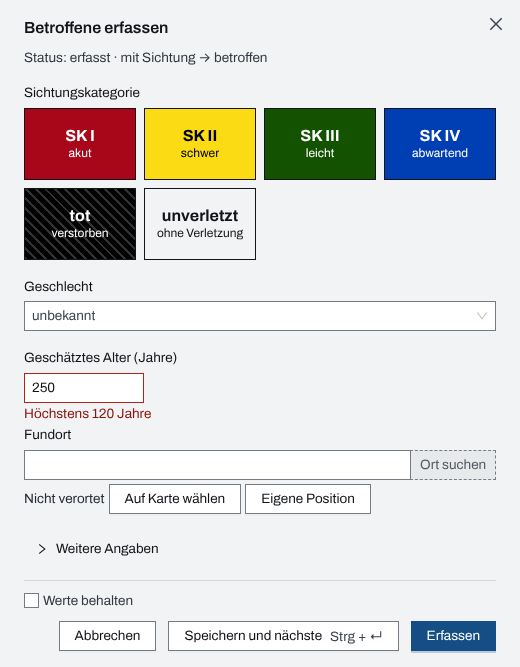 Betroffene erfassen
Status: erfasst · mit Sichtung → betroffen
Sichtungskategorie
SK I
akut
SK II
schwer
SK III
leicht
SK IV
abwartend
tot
verstorben
unverletzt
ohne Verletzung
Geschlecht
unbekannt
Geschätztes Alter (Jahre)
250
Höchstens 120 Jahre
Fundort
Ort suchen
Nicht verortet
Auf Karte wählen
Eigene Position
Weitere Angaben
Werte behalten
Abbrechen
Speichern und nächste Strg + ↵
Erfassen